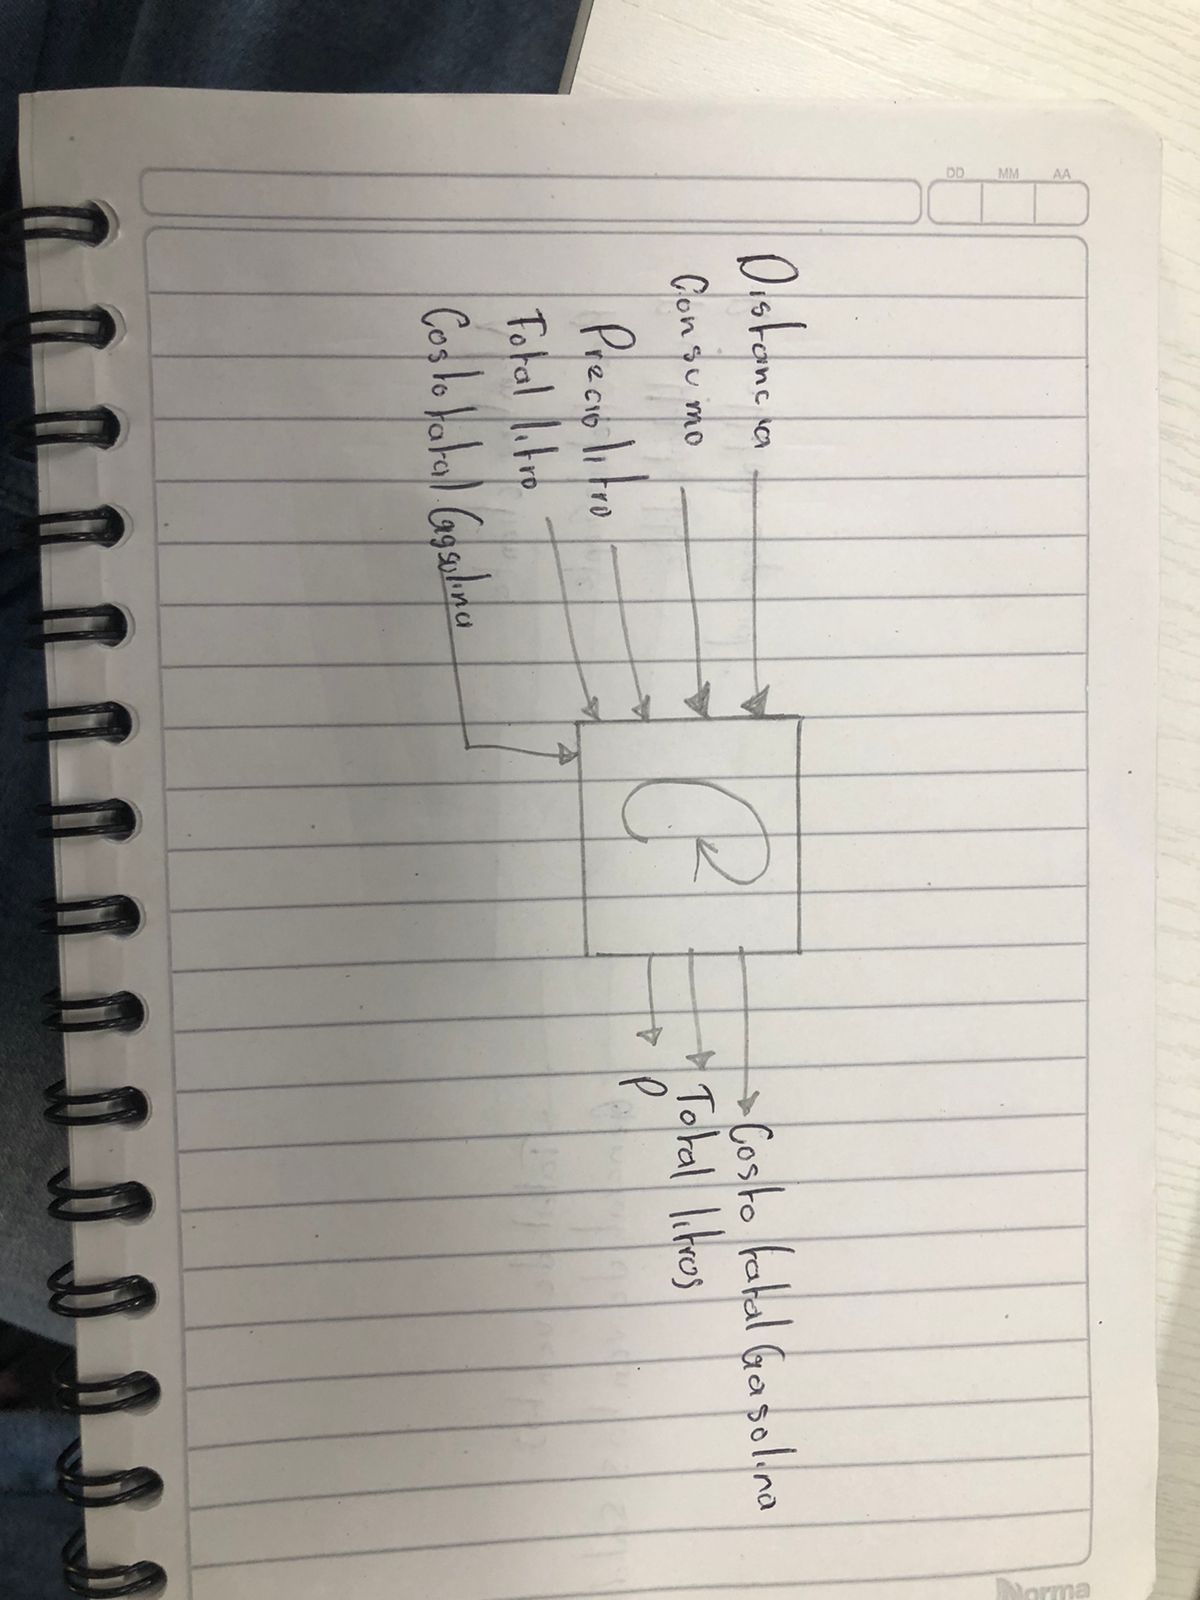 Distancia
Consumo
Precio litro
Total litro
Costo total Gasolina
Costo total Gasolina
Total litros
P
DD MM AA
Norma